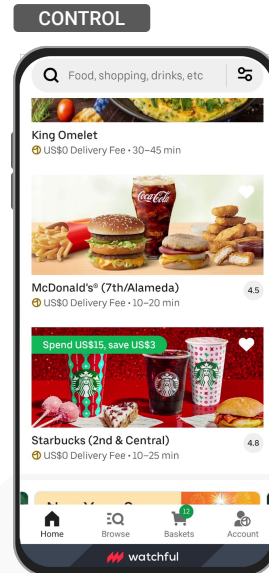 CONTROL
Food, shopping, drinks, etc
King Omelet
US$0 Delivery Fee • 30–45 min
Coca-Cola
McDonald's® (7th/Alameda)
4.5
US$0 Delivery Fee • 10–20 min
Spend US$15, save US$3
Starbucks (2nd & Central)
4.8
US$0 Delivery Fee • 10–25 min
12
Home
Browse
Baskets
Account
watchful